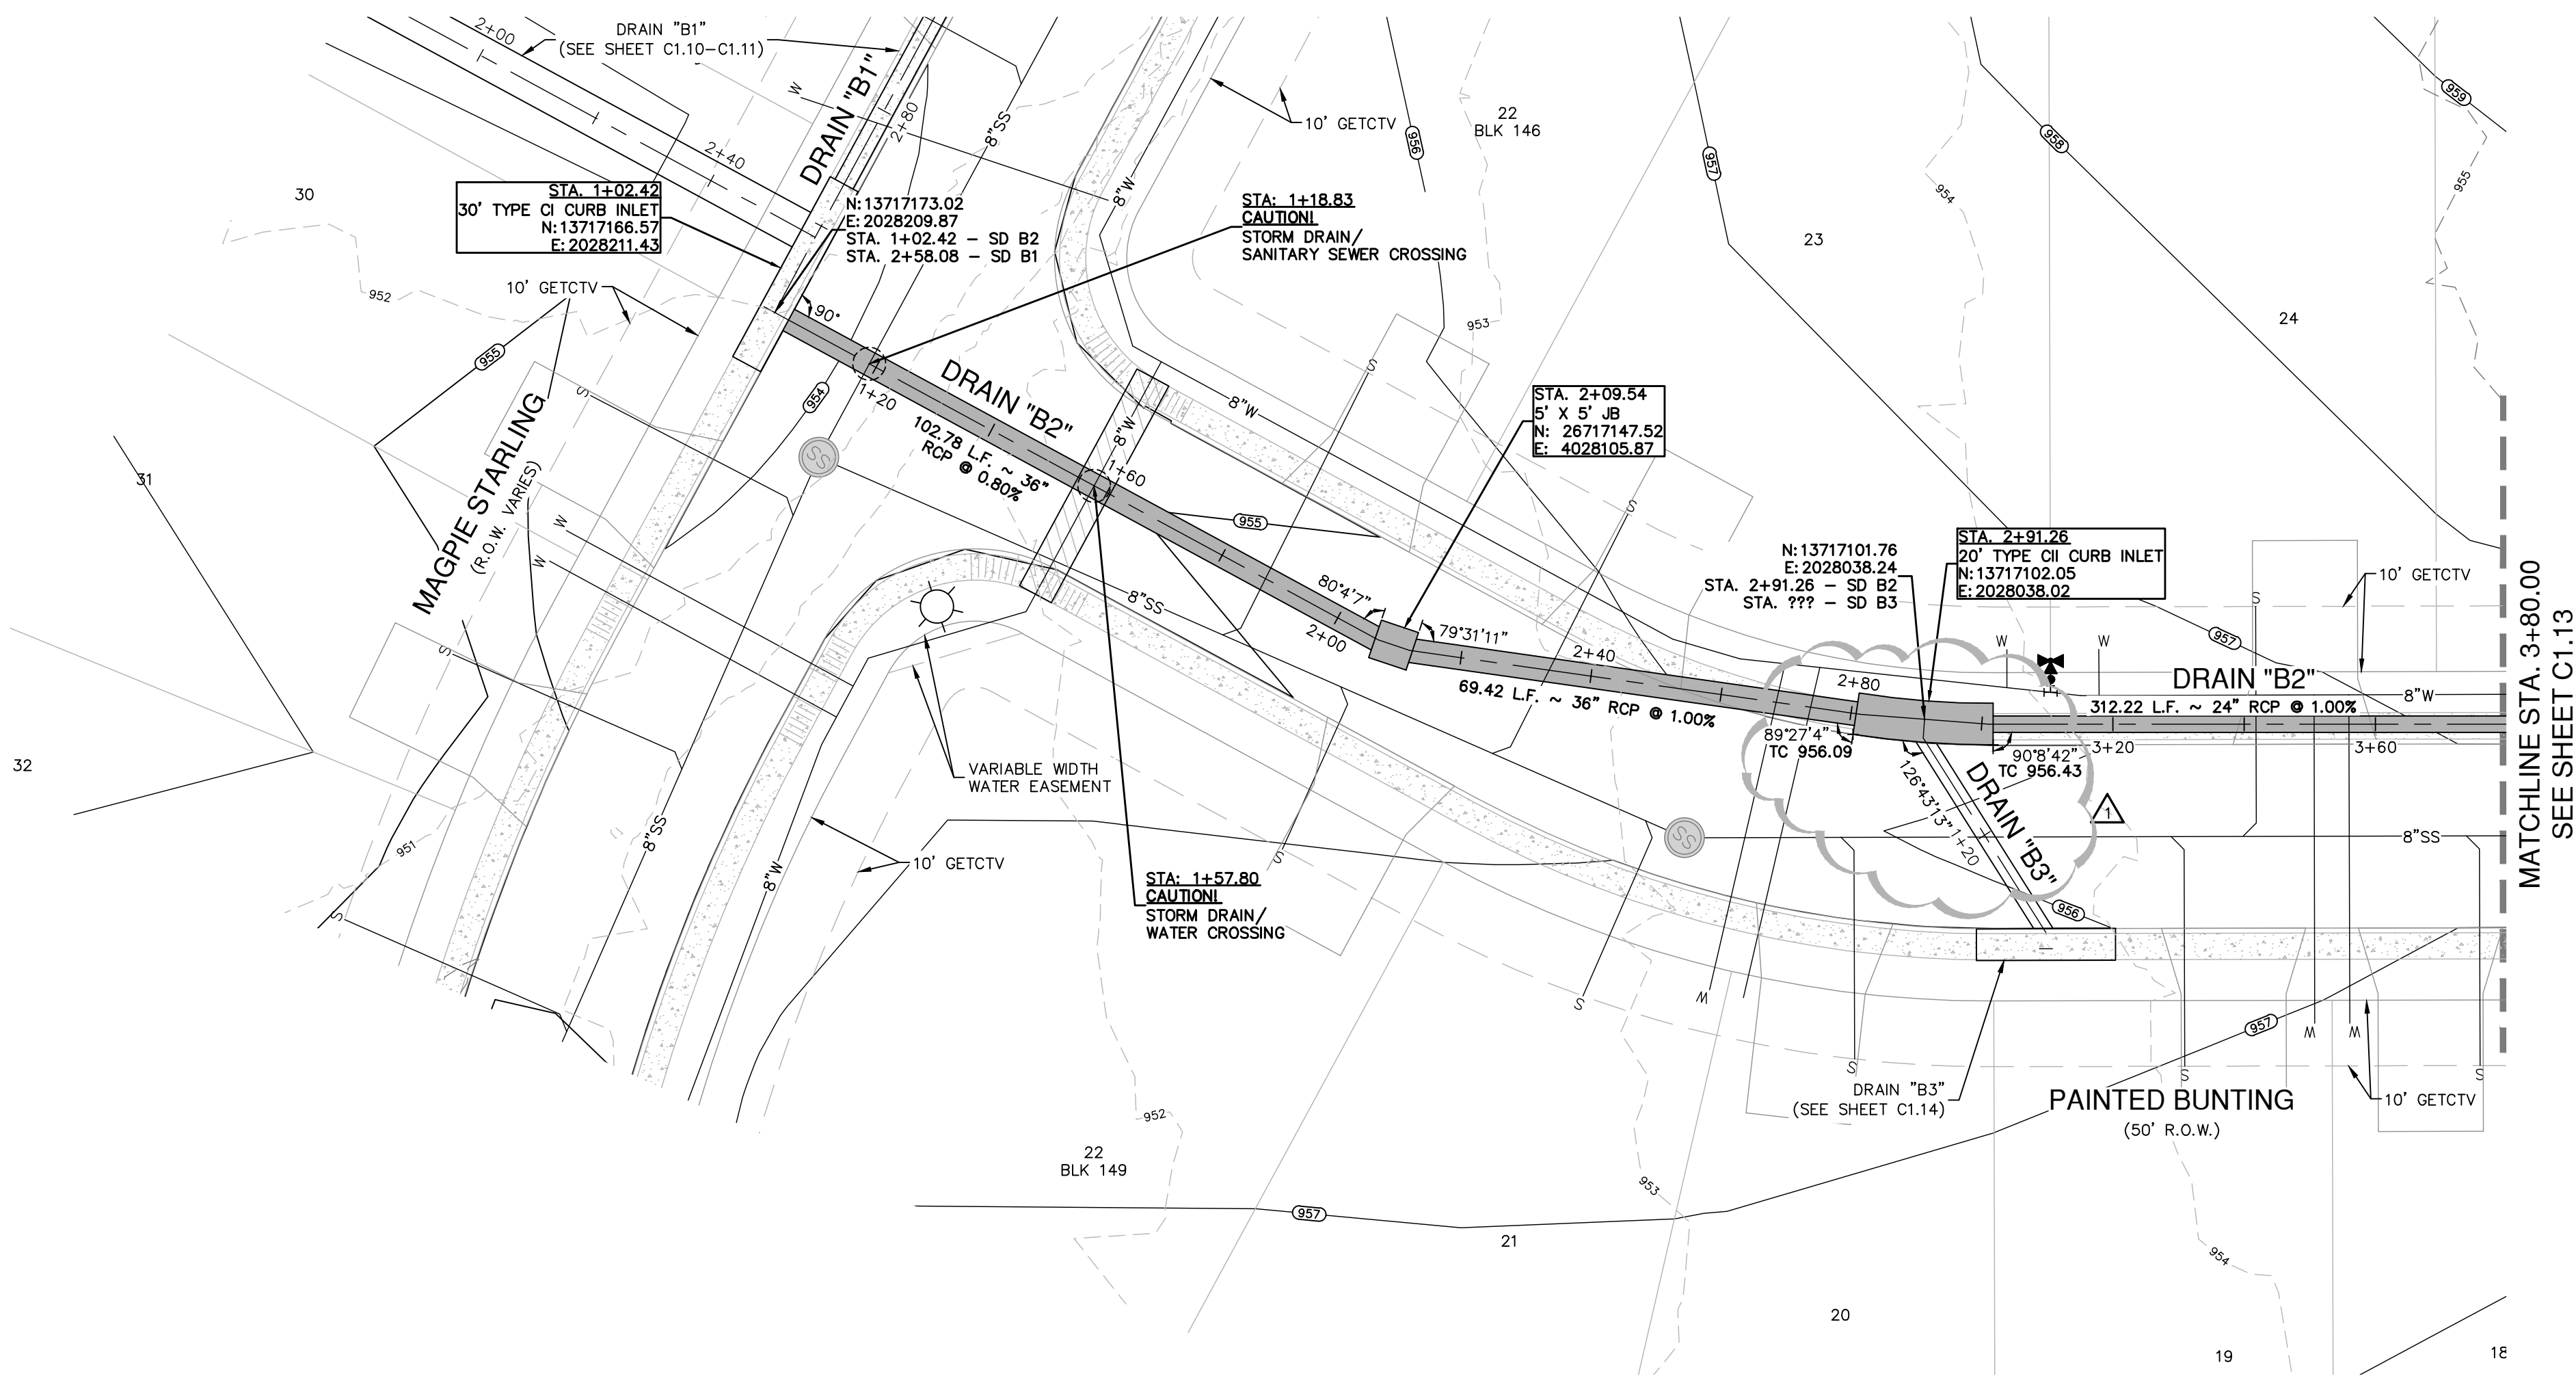 2+00
DRAIN "B1"
(SEE SHEET C1.10-C1.11)
DRAIN "B1"
2+80
2+40
W
8"SS
8"W
10' GETCTV
22
BLK 146
956
957
958
959
954
955
30
STA. 1+02.42
30' TYPE CI CURB INLET
N:13717166.57
E:2028211.43
N:13717173.02
E:2028209.87
STA. 1+02.42 - SD B2
STA. 2+58.08 - SD B1
STA: 1+18.83
CAUTION!
STORM DRAIN/
SANITARY SEWER CROSSING
23
24
952
10' GETCTV
90°
955
954
953
S
S
1+20
DRAIN "B2"
102.78 L.F. ~ 36"
RCP @ 0.80%
8"W
8"W
1+60
SS
MAGPIE STARLING
(R.O.W. VARIES)
W
W
31
STA. 2+09.54
5' X 5' JB
N: 26717147.52
E: 4028105.87
S
955
80°4'7"
2+00
79°31'11"
2+40
69.42 L.F. ~ 36" RCP @ 1.00%
8"SS
N:13717101.76
E:2028038.24
STA. 2+91.26 - SD B2
STA. ??? - SD B3
STA. 2+91.26
20' TYPE CII CURB INLET
N:13717102.05
E:2028038.02
10' GETCTV
S
W
W
957
2+80
DRAIN "B2"
8"W
312.22 L.F. ~ 24" RCP @ 1.00%
3+20
3+60
89°27'4"
TC 956.09
90°8'42"
TC 956.43
126°43'13"
1+20
DRAIN "B3"
1
MATCHLINE STA. 3+80.00
SEE SHEET C1.13
32
S
VARIABLE WIDTH
WATER EASEMENT
8"SS
951
8"W
10' GETCTV
S
SS
8"SS
S
STA: 1+57.80
CAUTION!
STORM DRAIN/
WATER CROSSING
956
S
W
W
W
957
S
S
S
DRAIN "B3"
(SEE SHEET C1.14)
PAINTED BUNTING
(50' R.O.W.)
10' GETCTV
952
22
BLK 149
953
957
21
954
20
19
18